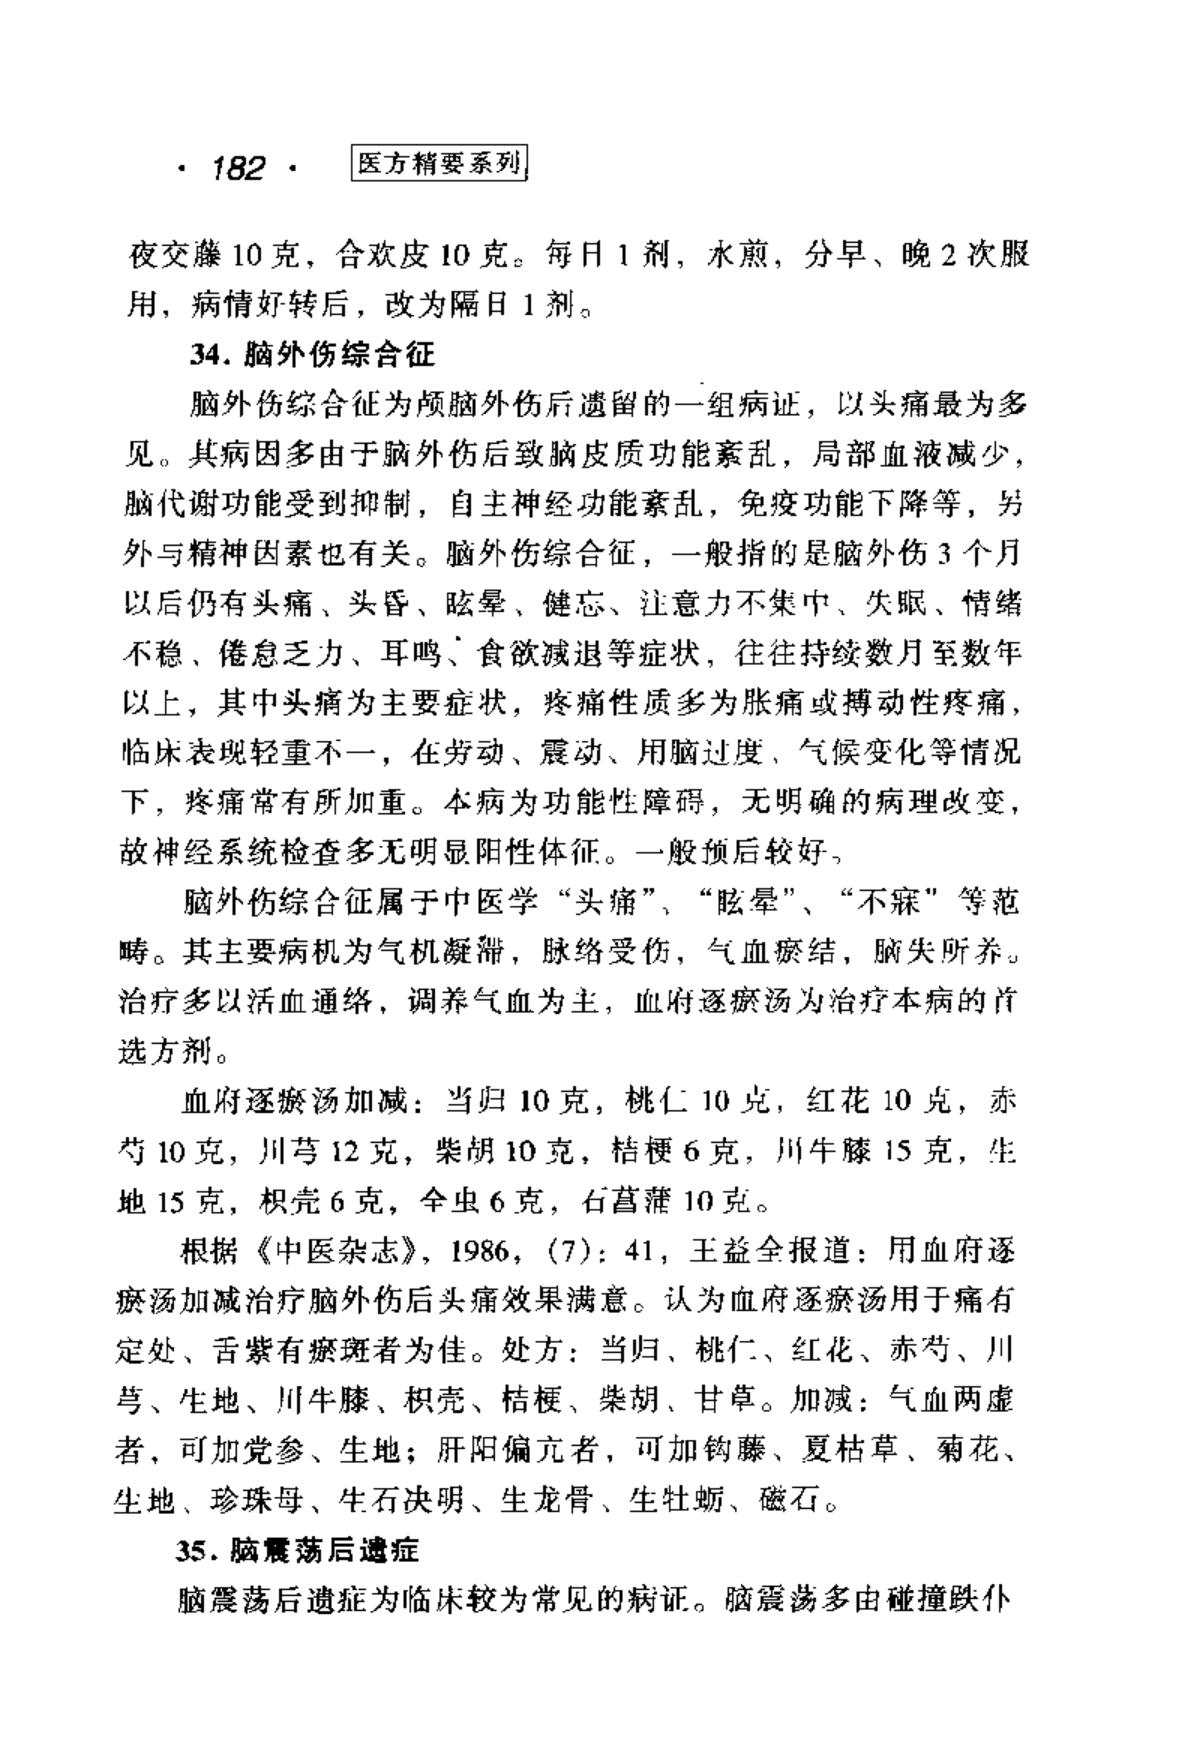 · 182 ·
医方精要系列
夜交藤 10 克，合欢皮 10 克。每日 1 剂，水煎，分早、晚 2 次服
用，病情好转后，改为隔日 1 剂。
34. 脑外伤综合征
脑外伤综合征为颅脑外伤后遗留的一组病证，以头痛最为多
见。其病因多由于脑外伤后致脑皮质功能紊乱，局部血液减少，
脑代谢功能受到抑制，自主神经功能紊乱，免疫功能下降等，另
外与精神因素也有关。脑外伤综合征，一般指的是脑外伤 3 个月
以后仍有头痛、头昏、眩晕、健忘、注意力不集中、失眠、情绪
不稳、倦怠乏力、耳鸣、食欲减退等症状，往往持续数月至数年
以上，其中头痛为主要症状，疼痛性质多为胀痛或搏动性疼痛，
临床表现轻重不一，在劳动、震动、用脑过度、气候变化等情况
下，疼痛常有所加重。本病为功能性障碍，无明确的病理改变，
故神经系统检查多无明显阳性体征。一般预后较好。
脑外伤综合征属于中医学“头痛”、“眩晕”、“不寐”等范
畴。其主要病机为气机凝滞，脉络受伤，气血瘀结，脑失所养。
治疗多以活血通络，调养气血为主，血府逐瘀汤为治疗本病的首
选方剂。
血府逐瘀汤加减：当归 10 克，桃仁 10 克，红花 10 克，赤
芍 10 克，川芎 12 克，柴胡 10 克，桔梗 6 克，川牛膝 15 克，生
地 15 克，枳壳 6 克，全虫 6 克，石菖蒲 10 克。
根据《中医杂志》，1986，（7）：41，王益全报道：用血府逐
瘀汤加减治疗脑外伤后头痛效果满意。认为血府逐瘀汤用于痛有
定处、舌紫有瘀斑者为佳。处方：当归、桃仁、红花、赤芍、川
芎、生地、川牛膝、枳壳、桔梗、柴胡、甘草。加减：气血两虚
者，可加党参、生地；肝阳偏亢者，可加钩藤、夏枯草、菊花、
生地、珍珠母、生石决明、生龙骨、生牡蛎、磁石。
35. 脑震荡后遗症
脑震荡后遗症为临床较为常见的病证。脑震荡多由碰撞跌仆